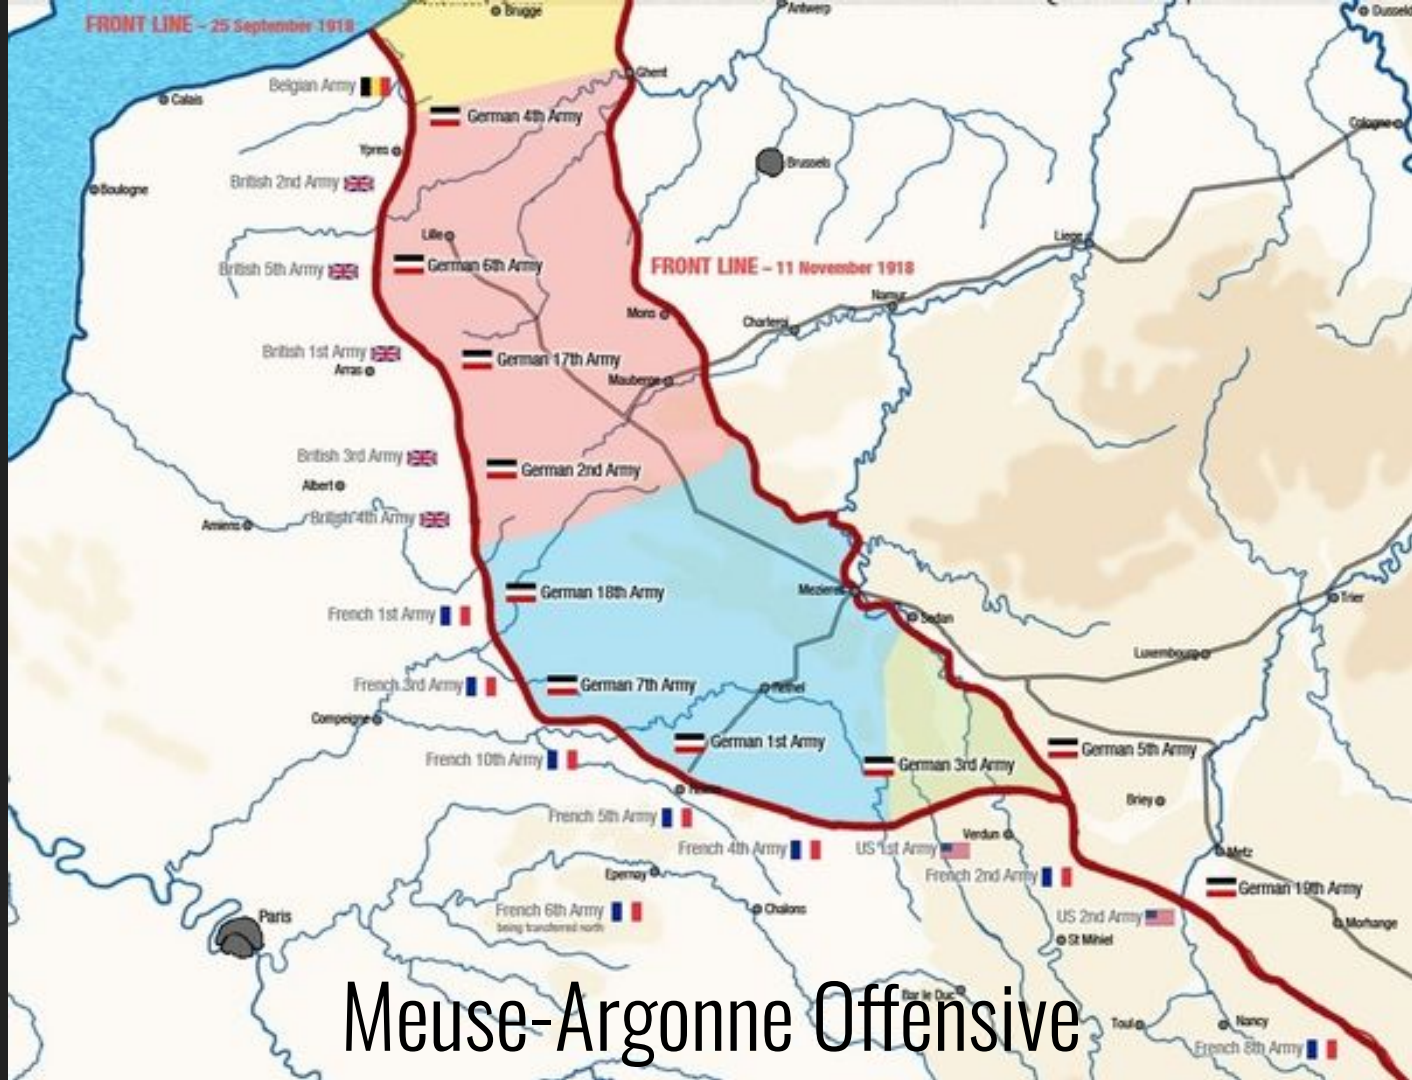 Brugge
Antwerp
Dusseld
FRONT LINE – 25 September 1918
Ghent
Belgian Army
Calais
German 4th Army
Cologne
Ypres
Brussels
British 2nd Army
Boulogne
Lille
Liege
British 5th Army
German 6th Army
FRONT LINE – 11 November 1918
Namur
Mons
Charleroi
British 1st Army
German 17th Army
Arras
Mauberge
British 3rd Army
German 2nd Army
Albert
British 4th Army
Amiens
German 18th Army
Mezieres
Trier
French 1st Army
Sedan
Luxembourg
French 3rd Army
German 7th Army
Rethel
Compeigne
German 1st Army
German 5th Army
French 10th Army
German 3rd Army
Briey
French 5th Army
Verdun
French 4th Army
US 1st Army
Metz
Epernay
French 2nd Army
German 19th Army
French 6th Army
being transferred north
Chalons
US 2nd Army
Paris
Morhange
St Mihiel
Bar le Duc
Meuse-Argonne Offensive
Toul
Nancy
French 8th Army